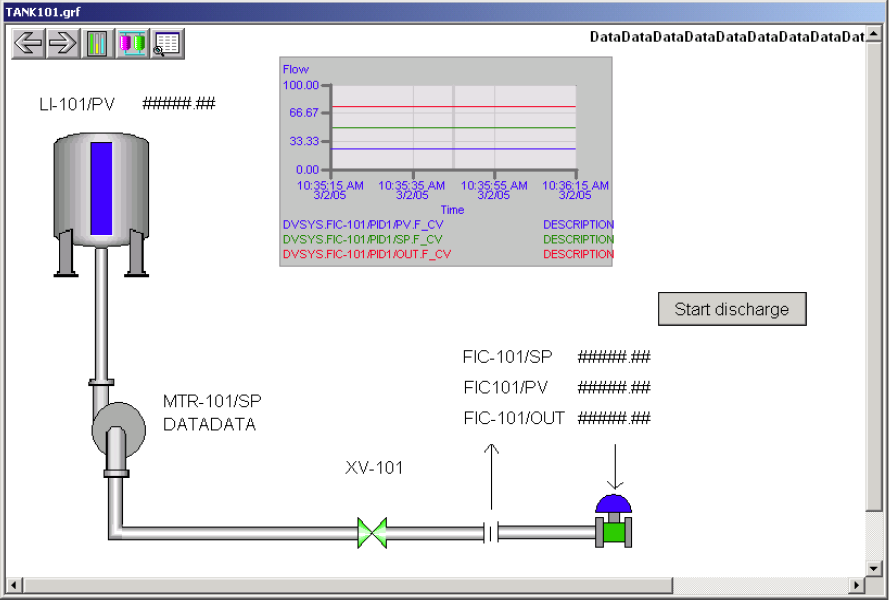 TANK101.grf
DataDataDataDataDataDataDataDataDat
Flow
100.00
66.67
33.33
0.00
10:35:15 AM 10:35:35 AM 10:35:55 AM 10:36:15 AM
3/2/05 3/2/05 3/2/05 3/2/05
Time
DVSYS.FIC-101/PID1/PV.F_CV DESCRIPTION
DVSYS.FIC-101/PID1/SP.F_CV DESCRIPTION
DVSYS.FIC-101/PID1/OUT.F_CV DESCRIPTION
LI-101/PV #####.##
Start discharge
FIC-101/SP #####.##
FIC101/PV #####.##
FIC-101/OUT #####.##
MTR-101/SP
DATADATA
XV-101